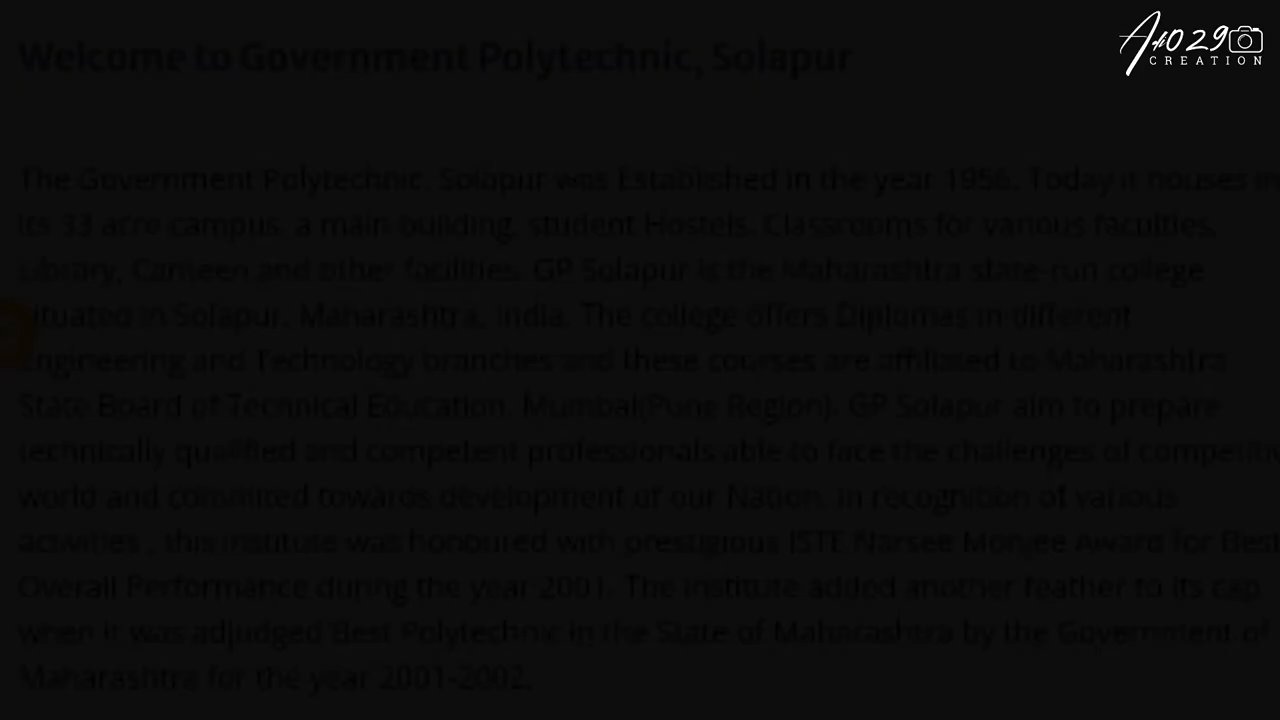 A+029
CREATION
Welcome to Government Polytechnic, Solapur
The Government Polytechnic, Solapur was Established in the year 1956. Today it houses in
its 33 acre campus, a main building, student Hostels, Classrooms for various faculties,
Library, Canteen and other facilities. GP Solapur is the Maharashtra state-run college
situated in Solapur, Maharashtra, India. The college offers Diplomas in different
Engineering and Technology branches and these courses are affiliated to Maharashtra
State Board of Technical Education, Mumbai(Pune Region). GP Solapur aim to prepare
technically qualified and competent professionals able to face the challenges of
world and commited towards development of our Nation. In recognition of various
activities , this institute was honoured with prestigious ISTE Narsee Monjee Award for Best
Overall Performance during the year 2001. The institute added another feather to its cap
when it was adjudged Best Polytechnic in the State of Maharashtra by the Government of
Maharashtra for the year 2001-2002.